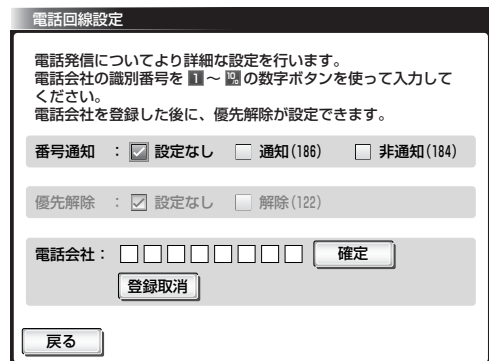 電話回線設定
電話発信についてより詳細な設定を行います。
電話会社の識別番号を 1 ～ 10 の数字ボタンを使って入力して
ください。
電話会社を登録した後に、優先解除が設定できます。
番号通知 ： 設定なし 通知(186) 非通知(184)
優先解除 ： 設定なし 解除(122)
電話会社： 確定
登録取消
戻る